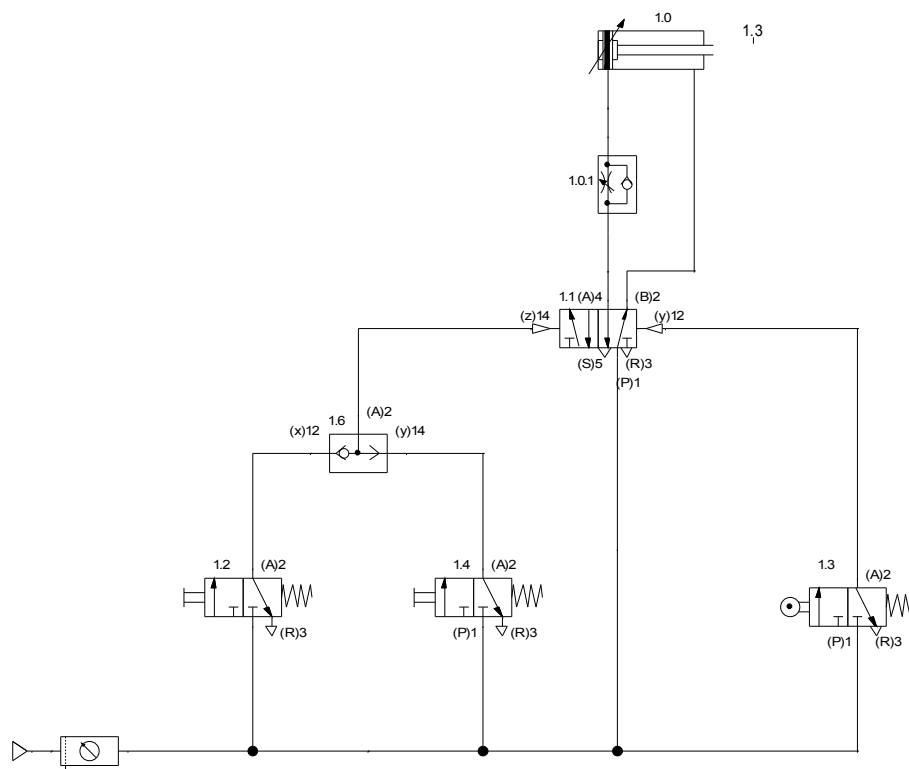 1.0
1.3
1.0.1
1.1 (A)4 (B)2
(z)14 (y)12
(S)5 (R)3
(P)1
1.6 (A)2
(x)12 (y)14
1.2 (A)2
1.4 (A)2
1.3 (A)2
(R)3
(P)1 (R)3
(P)1 (R)3